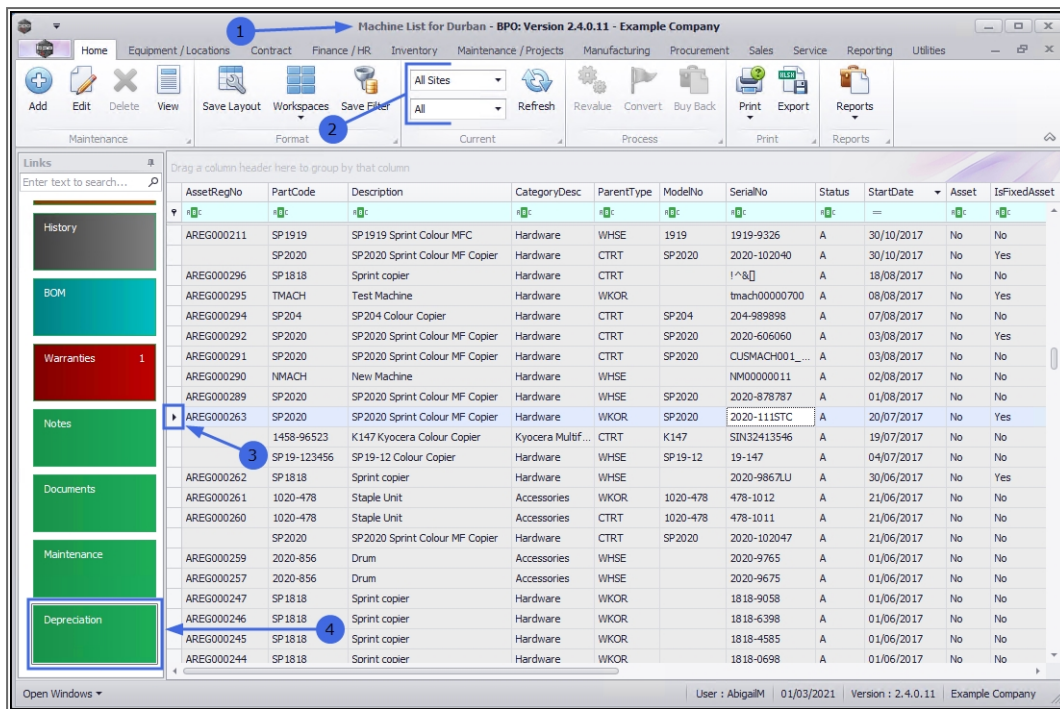 Machine List for Durban - BPO: Version 2.4.0.11 - Example Company
1
Home Equipment / Locations Contract Finance / HR Inventory Maintenance / Projects Manufacturing Procurement Sales Service Reporting Utilities
All Sites
Add Edit Delete View Save Layout Workspaces Save Filter All Refresh Revalue Convert Buy Back Print Export Reports
2
Maintenance Format Current Process Print Reports
Links
Drag a column header here to group by that column
Enter text to search...
AssetRegNo PartCode Description CategoryDesc ParentType ModelNo SerialNo Status StartDate Asset IsFixedAsset
History
BOM
Warranties 1
Notes
Documents
Maintenance
Depreciation
AREG000211 SP1919 SP1919 Sprint Colour MFC Hardware WHSE 1919 1919-9326 A 30/10/2017 No No
SP2020 SP2020 Sprint Colour MF Copier Hardware CTRT SP2020 2020-102040 A 30/10/2017 No Yes
AREG000296 SP1818 Sprint copier Hardware CTRT !^&[] A 18/08/2017 No No
AREG000295 TMACH Test Machine Hardware WKOR tmach00000700 A 08/08/2017 No Yes
AREG000294 SP204 SP204 Colour Copier Hardware CTRT SP204 204-989898 A 07/08/2017 No No
AREG000292 SP2020 SP2020 Sprint Colour MF Copier Hardware CTRT SP2020 2020-606060 A 03/08/2017 No Yes
AREG000291 SP2020 SP2020 Sprint Colour MF Copier Hardware CTRT SP2020 CUSMACH001_... A 03/08/2017 No No
AREG000290 NMACH New Machine Hardware WHSE NM00000011 A 02/08/2017 No No
AREG000289 SP2020 SP2020 Sprint Colour MF Copier Hardware WHSE SP2020 2020-878787 A 01/08/2017 No No
AREG000263 SP2020 SP2020 Sprint Colour MF Copier Hardware WKOR SP2020 2020-111STC A 20/07/2017 No Yes
1458-96523 K147 Kyocera Colour Copier Kyocera Multif... CTRT K147 SIN32413546 A 19/07/2017 No No
3
SP19-123456 SP19-12 Colour Copier Hardware WHSE SP19-12 19-147 A 04/07/2017 No No
AREG000262 SP1818 Sprint copier Hardware WHSE 2020-9867LU A 30/06/2017 No Yes
AREG000261 1020-478 Staple Unit Accessories WKOR 1020-478 478-1012 A 21/06/2017 No No
AREG000260 1020-478 Staple Unit Accessories CTRT 1020-478 478-1011 A 21/06/2017 No No
SP2020 SP2020 Sprint Colour MF Copier Hardware CTRT SP2020 2020-102047 A 21/06/2017 No No
AREG000259 2020-856 Drum Accessories WHSE 2020-9765 A 01/06/2017 No No
AREG000257 2020-856 Drum Accessories WHSE 2020-9675 A 01/06/2017 No No
AREG000247 SP1818 Sprint copier Hardware WKOR 1818-9058 A 01/06/2017 No No
AREG000246 SP1818 Sprint copier Hardware WKOR 1818-6398 A 01/06/2017 No No
4
AREG000245 SP1818 Sprint copier Hardware WKOR 1818-4585 A 01/06/2017 No No
AREG000244 SP1818 Sprint copier Hardware WKOR 1818-0698 A 01/06/2017 No No
Open Windows User : AbigailM 01/03/2021 Version : 2.4.0.11 Example Company